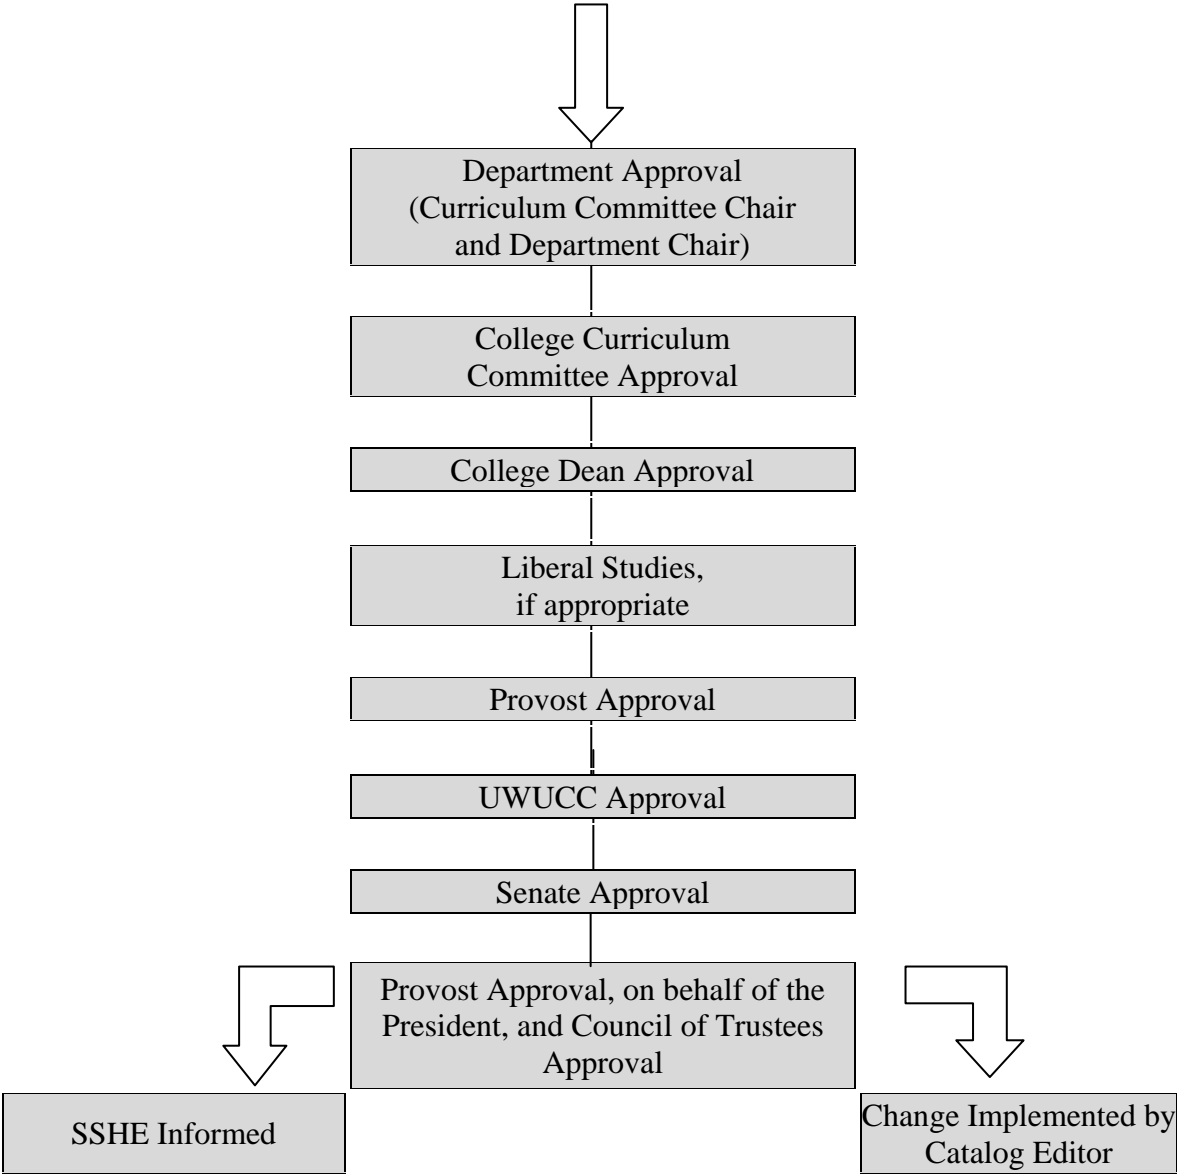 Department Approval
(Curriculum Committee Chair
and Department Chair)
College Curriculum
Committee Approval
College Dean Approval
Liberal Studies,
if appropriate
Provost Approval
UWUCC Approval
Senate Approval
Provost Approval, on behalf of the
President, and Council of Trustees
Approval
SSHE Informed
Change Implemented by
Catalog Editor